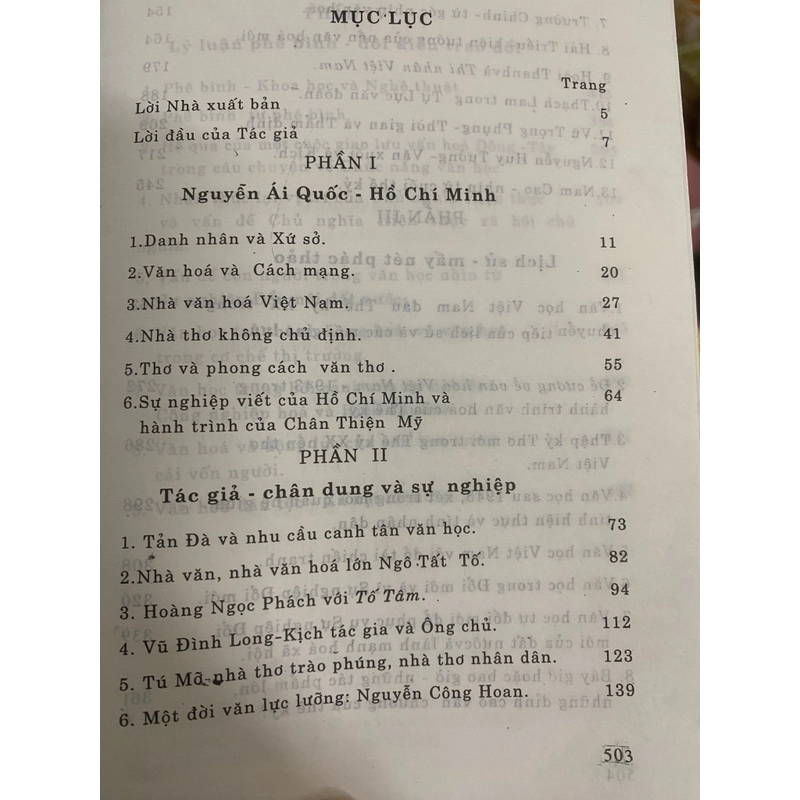 MỤC LỤC
Trang
Lời Nhà xuất bản 5
Lời đầu của Tác giả 7
PHẦN I
Nguyễn Ái Quốc - Hồ Chí Minh
1.Danh nhân và Xứ sở. 11
2.Văn hoá và Cách mạng. 20
3.Nhà văn hoá Việt Nam. 27
4.Nhà thơ không chủ định. 41
5.Thơ và phong cách văn thơ . 55
6.Sự nghiệp viết của Hồ Chí Minh và 64
hành trình của Chân Thiện Mỹ
PHẦN II
Tác giả - chân dung và sự nghiệp
1. Tản Đà và nhu cầu canh tân văn học. 73
2.Nhà văn, nhà văn hoá lớn Ngô Tất Tố. 82
3. Hoàng Ngọc Phách với Tố Tâm. 94
4. Vũ Đình Long-Kịch tác gia và Ông chủ. 112
5. Tú Mỡ-nhà thơ trào phúng, nhà thơ nhân dân. 123
6. Một đời văn lực lưỡng: Nguyễn Công Hoan. 139
503